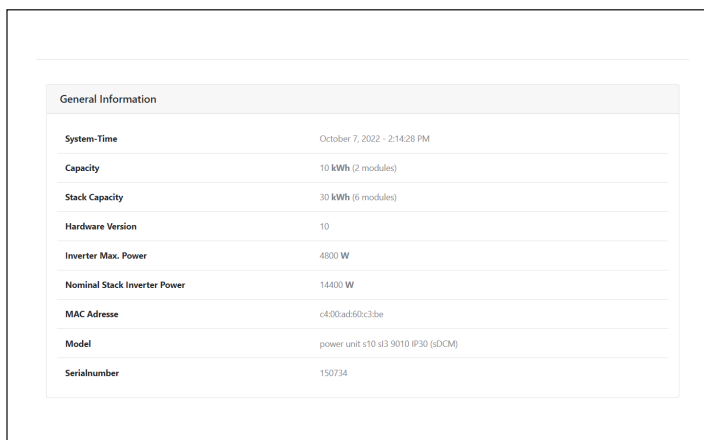 General Information
System-Time October 7, 2022 - 2:14:28 PM
Capacity 10 kWh (2 modules)
Stack Capacity 30 kWh (6 modules)
Hardware Version 10
Inverter Max. Power 4800 W
Nominal Stack Inverter Power 14400 W
MAC Adresse c4:00:ad:60:c3:be
Model power unit s10 sl3 9010 IP30 (sDCM)
Serialnumber 150734